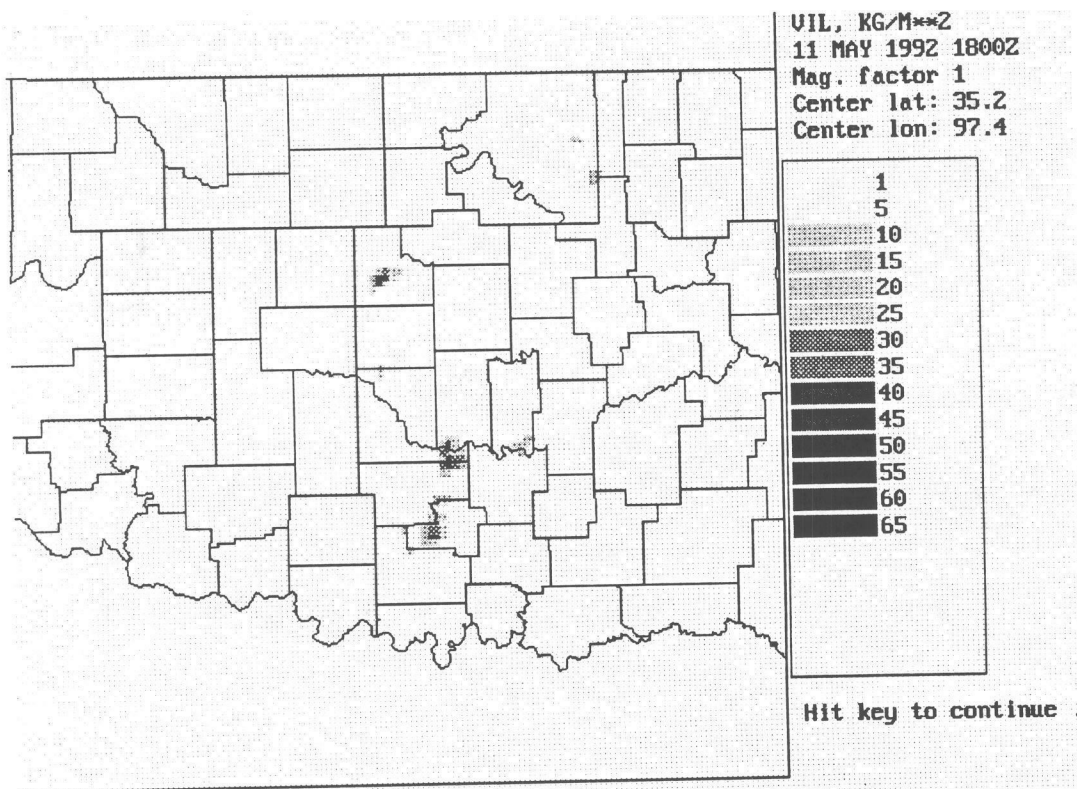 VIL, KG/M**2
11 MAY 1992 1800Z
Mag. factor 1
Center lat: 35.2
Center lon: 97.4
1
5
10
15
20
25
30
35
40
45
50
55
60
65
Hit key to continue